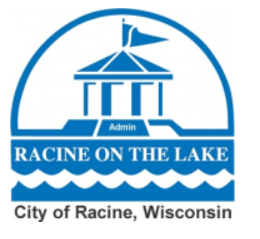 Admin
RACINE ON THE LAKE
City of Racine, Wisconsin